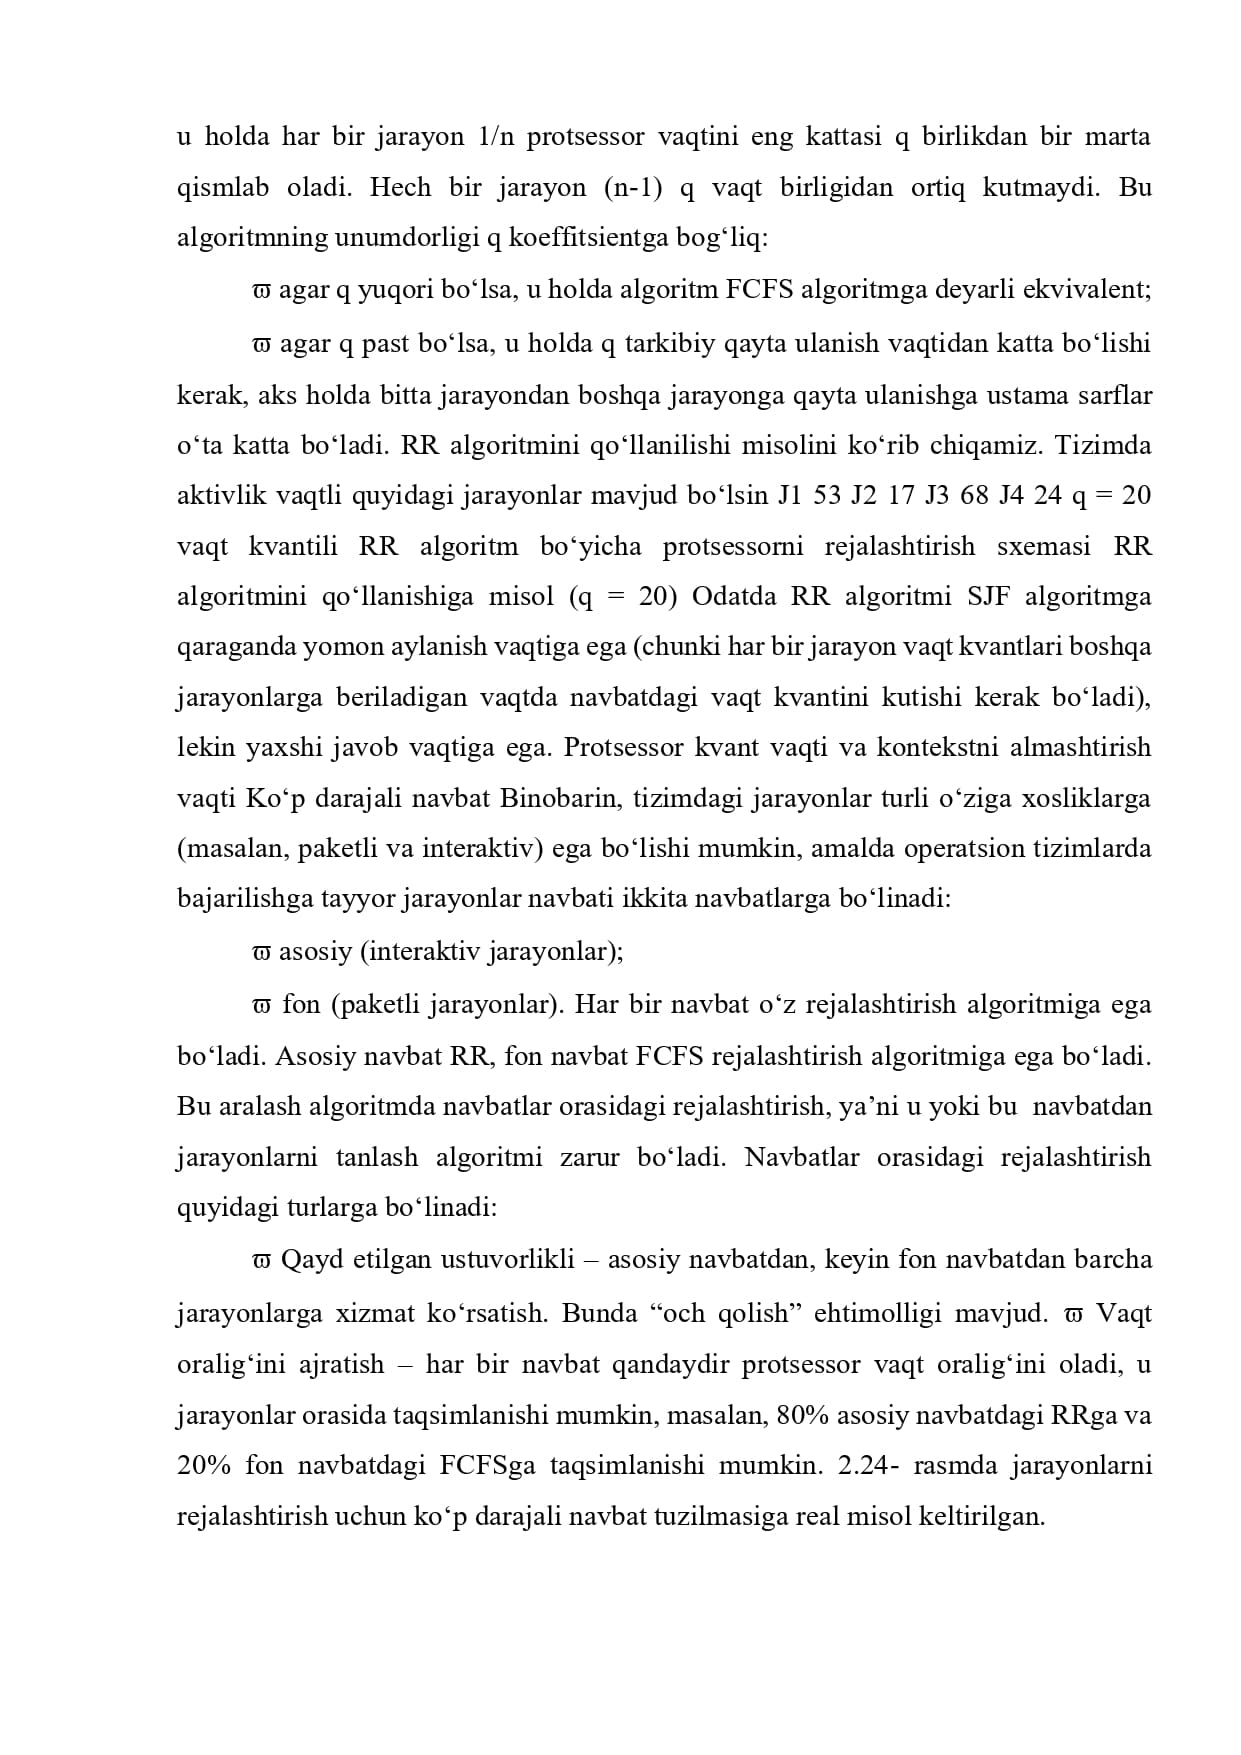 u holda har bir jarayon 1/n protsessor vaqtini eng kattasi q birlikdan bir marta
qismlab oladi. Hech bir jarayon (n-1) q vaqt birligidan ortiq kutmaydi. Bu
algoritmning unumdorligi q koeffitsientga bog‘liq:
ϖ agar q yuqori bo‘lsa, u holda algoritm FCFS algoritmga deyarli ekvivalent;
ϖ agar q past bo‘lsa, u holda q tarkibiy qayta ulanish vaqtidan katta bo‘lishi
kerak, aks holda bitta jarayondan boshqa jarayonga qayta ulanishga ustama sarflar
o‘ta katta bo‘ladi. RR algoritmini qo‘llanilishi misolini ko‘rib chiqamiz. Tizimda
aktivlik vaqtli quyidagi jarayonlar mavjud bo‘lsin J1 53 J2 17 J3 68 J4 24 q = 20
vaqt kvantili RR algoritm bo‘yicha protsessorni rejalashtirish sxemasi RR
algoritmini qo‘llanishiga misol (q = 20) Odatda RR algoritmi SJF algoritmga
qaraganda yomon aylanish vaqtiga ega (chunki har bir jarayon vaqt kvantlari boshqa
jarayonlarga beriladigan vaqtda navbatdagi vaqt kvantini kutishi kerak bo‘ladi),
lekin yaxshi javob vaqtiga ega. Protsessor kvant vaqti va kontekstni almashtirish
vaqti Ko‘p darajali navbat Binobarin, tizimdagi jarayonlar turli o‘ziga xosliklarga
(masalan, paketli va interaktiv) ega bo‘lishi mumkin, amalda operatsion tizimlarda
bajarilishga tayyor jarayonlar navbati ikkita navbatlarga bo‘linadi:
ϖ asosiy (interaktiv jarayonlar);
ϖ fon (paketli jarayonlar). Har bir navbat o‘z rejalashtirish algoritmiga ega
bo‘ladi. Asosiy navbat RR, fon navbat FCFS rejalashtirish algoritmiga ega bo‘ladi.
Bu aralash algoritmda navbatlar orasidagi rejalashtirish, ya’ni u yoki bu navbatdan
jarayonlarni tanlash algoritmi zarur bo‘ladi. Navbatlar orasidagi rejalashtirish
quyidagi turlarga bo‘linadi:
ϖ Qayd etilgan ustuvorlikli – asosiy navbatdan, keyin fon navbatdan barcha
jarayonlarga xizmat ko‘rsatish. Bunda “och qolish” ehtimolligi mavjud. ϖ Vaqt
oralig‘ini ajratish – har bir navbat qandaydir protsessor vaqt oralig‘ini oladi, u
jarayonlar orasida taqsimlanishi mumkin, masalan, 80% asosiy navbatdagi RRga va
20% fon navbatdagi FCFSga taqsimlanishi mumkin. 2.24- rasmda jarayonlarni
rejalashtirish uchun ko‘p darajali navbat tuzilmasiga real misol keltirilgan.